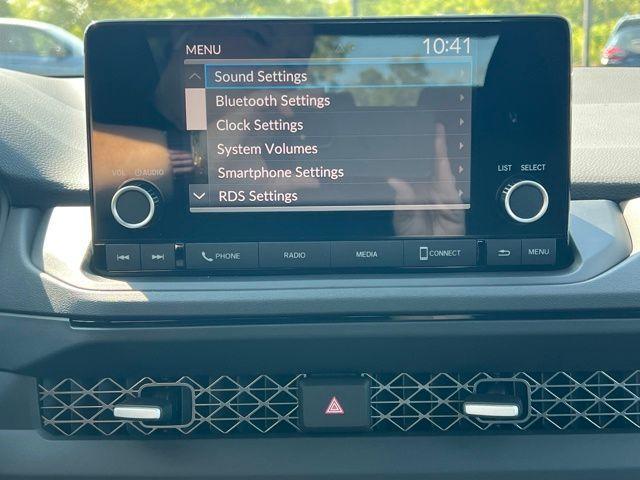 MENU 10:41
Sound Settings
Bluetooth Settings
Clock Settings
System Volumes
Smartphone Settings
RDS Settings
VOL AUDIO
LIST SELECT
PHONE RADIO MEDIA CONNECT MENU